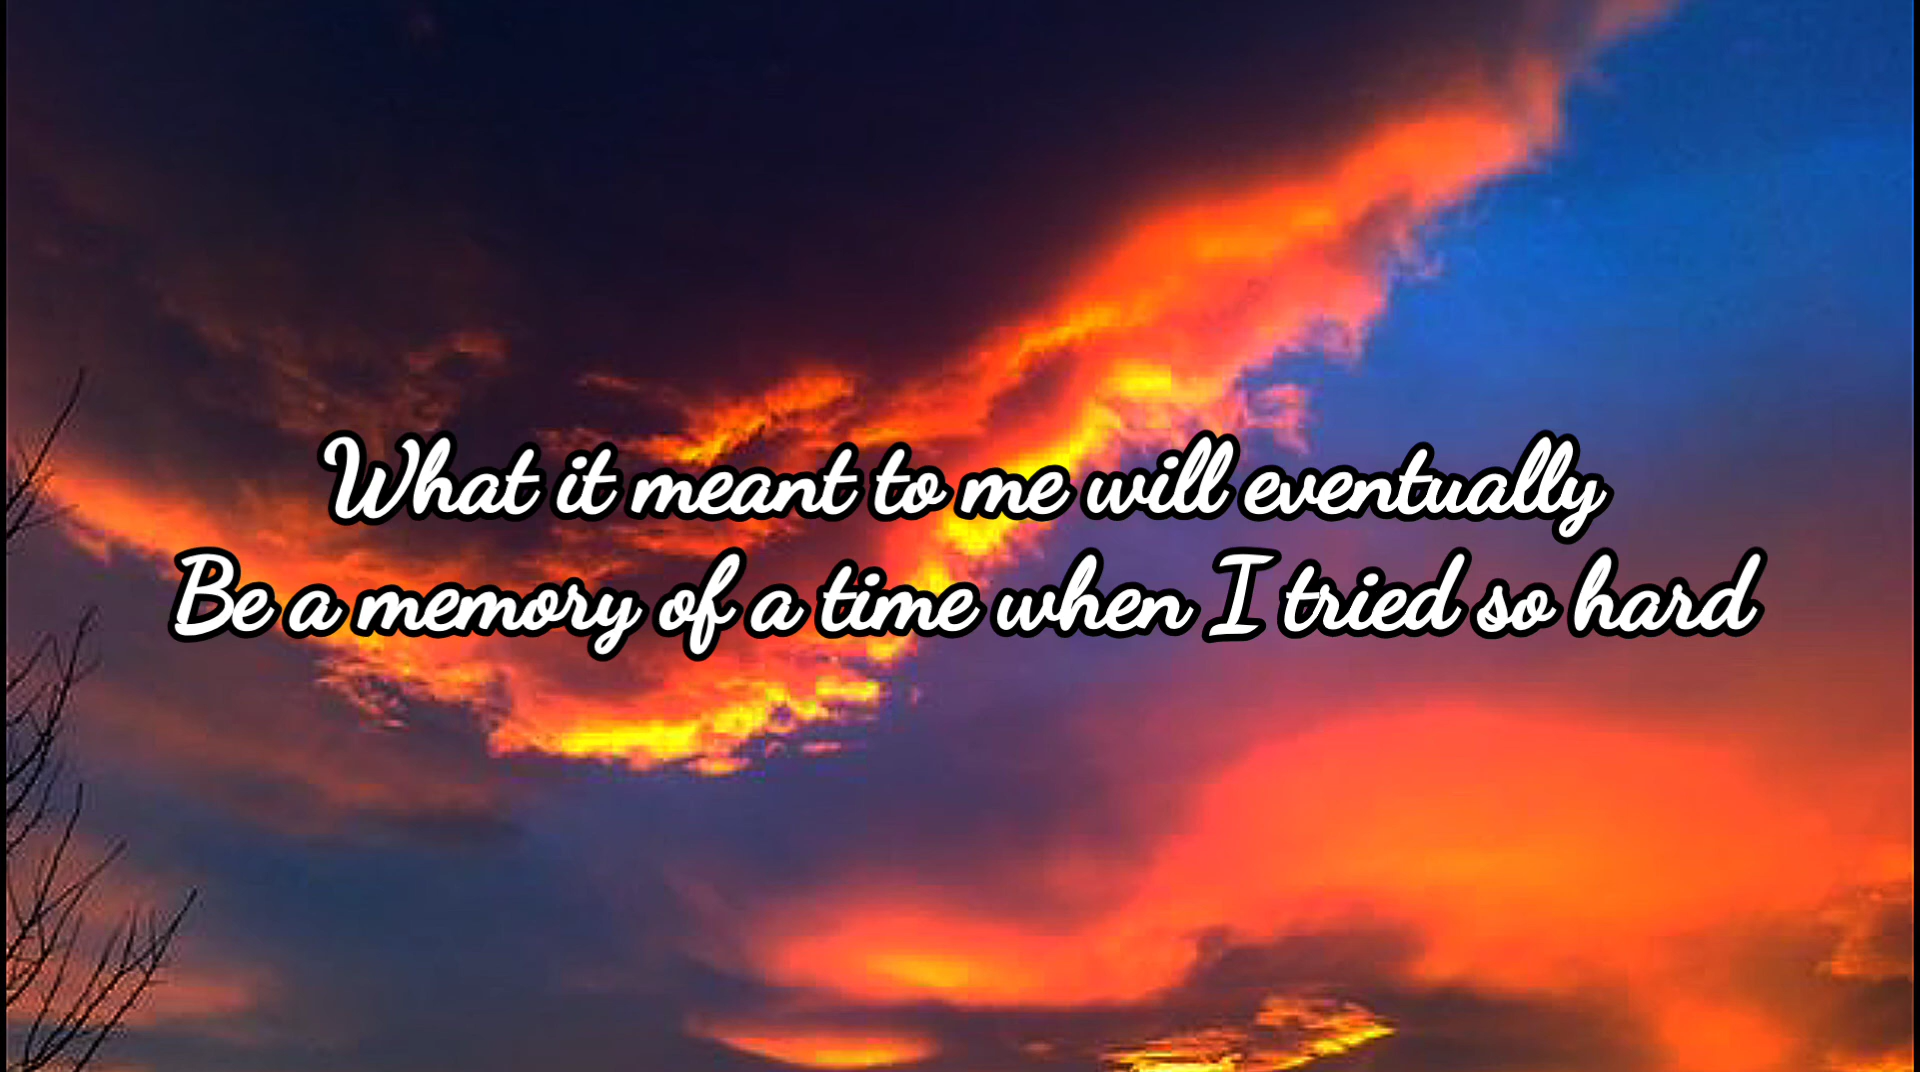 What it meant to me will eventually
Be a memory of a time when I tried so hard